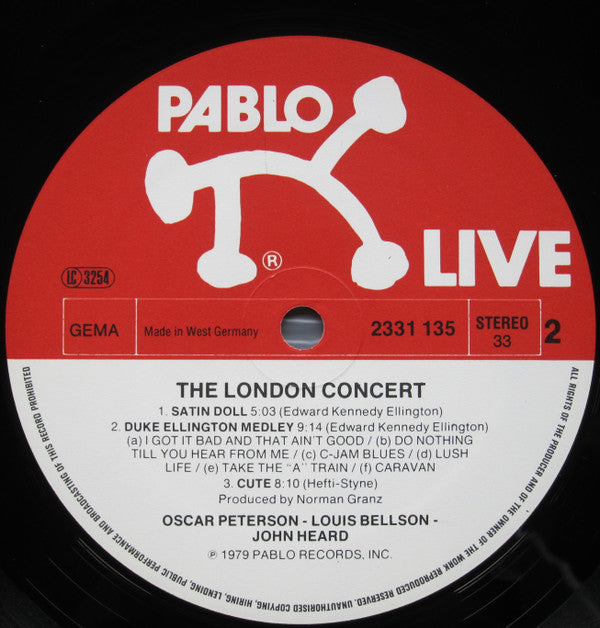 PABLO
®
LIVE
LC 3254
GEMA
Made in West Germany
2331 135
STEREO
33
2
THE LONDON CONCERT
1. SATIN DOLL 5:03 (Edward Kennedy Ellington)
2. DUKE ELLINGTON MEDLEY 9:14 (Edward Kennedy Ellington)
(a) I GOT IT BAD AND THAT AIN'T GOOD / (b) DO NOTHING
TILL YOU HEAR FROM ME / (c) C-JAM BLUES / (d) LUSH
LIFE / (e) TAKE THE "A" TRAIN / (f) CARAVAN
3. CUTE 8:10 (Hefti-Styne)
Produced by Norman Granz
OSCAR PETERSON - LOUIS BELLSON -
JOHN HEARD
℗ 1979 PABLO RECORDS, INC.
ALL RIGHTS OF THE PRODUCER AND OF THE OWNER OF THE WORK REPRODUCED RESERVED. UNAUTHORISED COPYING, HIRING, LENDING, PUBLIC PERFORMANCE AND BROADCASTING OF THIS RECORD PROHIBITED